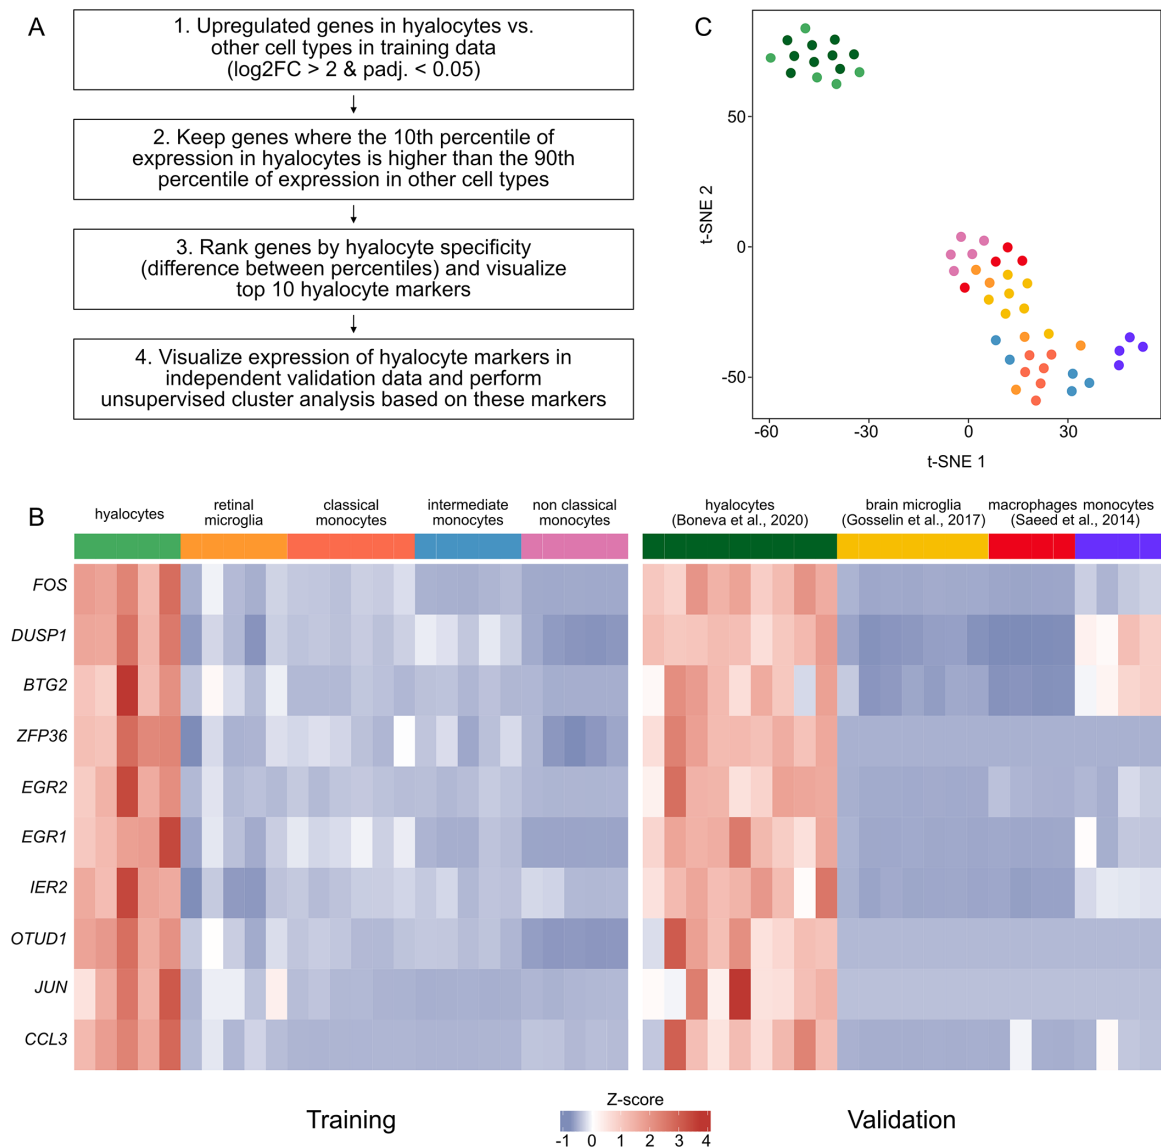 A
1. Upregulated genes in hyalocytes vs.
other cell types in training data
(log2FC > 2 & padj. < 0.05)
2. Keep genes where the 10th percentile of
expression in hyalocytes is higher than the 90th
percentile of expression in other cell types
3. Rank genes by hyalocyte specificity
(difference between percentiles) and visualize
top 10 hyalocyte markers
4. Visualize expression of hyalocyte markers in
independent validation data and perform
unsupervised cluster analysis based on these markers
C
t-SNE 2
50
0
-50
-60
-30
0
30
t-SNE 1
B
hyalocytes
retinal
microglia
classical
monocytes
intermediate
monocytes
non classical
monocytes
hyalocytes
(Boneva et al., 2020)
brain microglia
(Gosselin et al., 2017)
macrophages monocytes
(Saeed et al., 2014)
FOS
DUSP1
BTG2
ZFP36
EGR2
EGR1
IER2
OTUD1
JUN
CCL3
Training
Z-score
-1 0 1 2 3 4
Validation